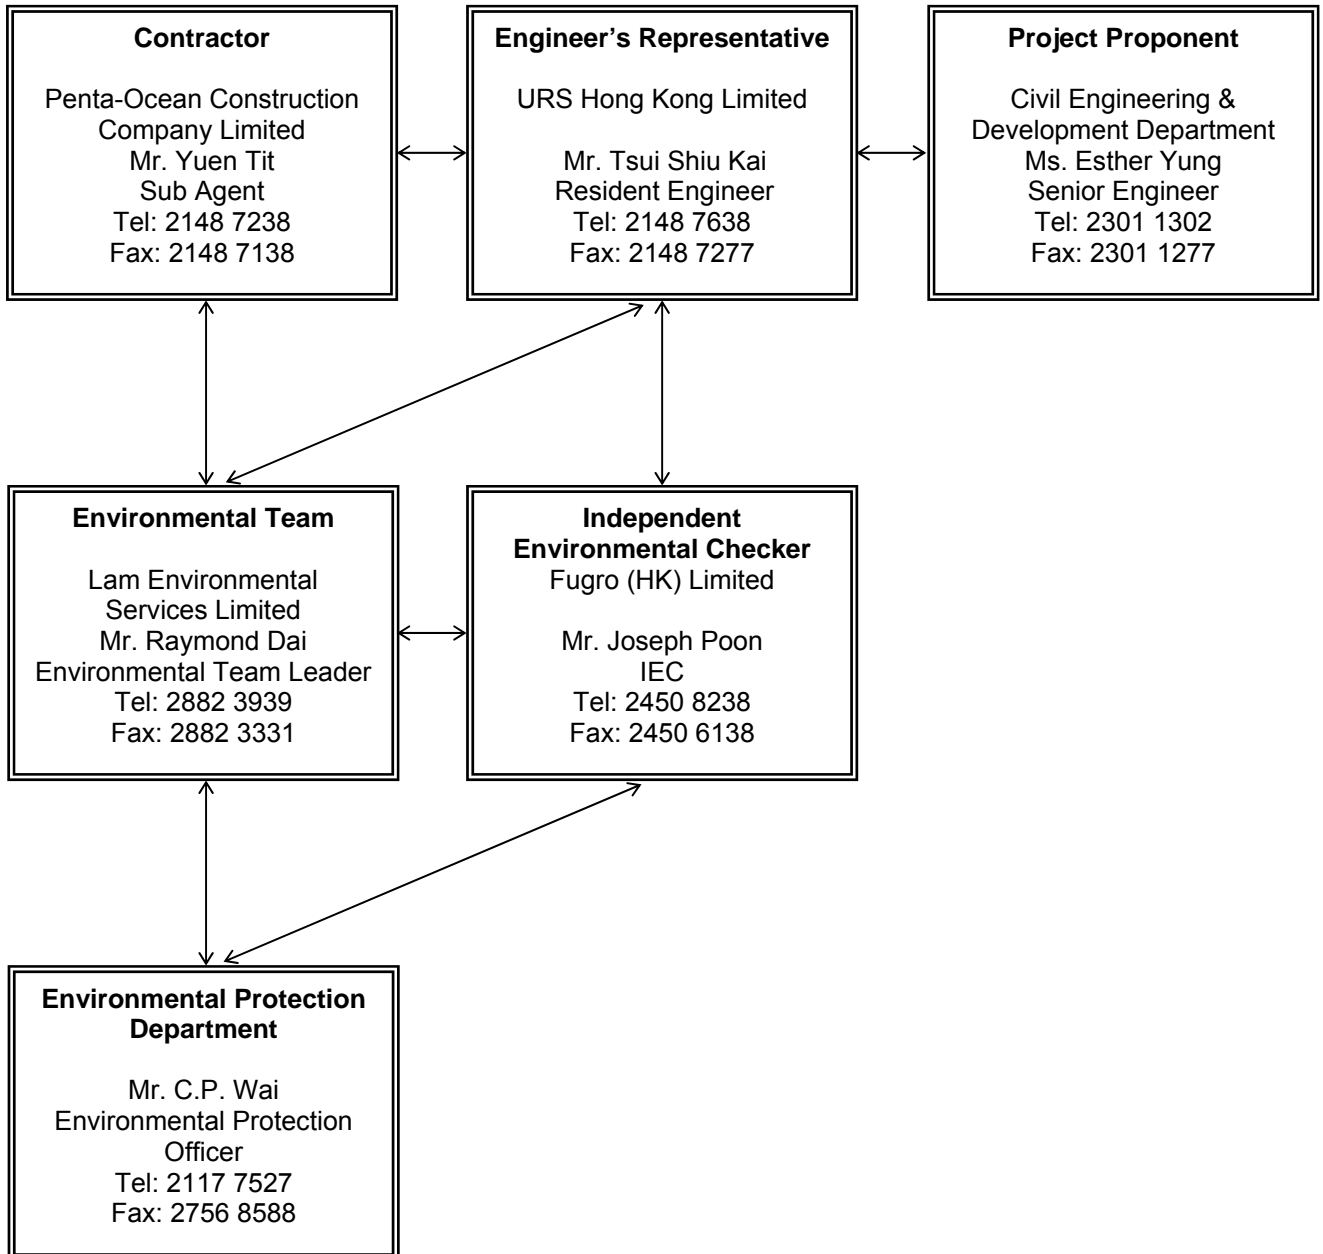 Contractor
Penta-Ocean Construction
Company Limited
Mr. Yuen Tit
Sub Agent
Tel: 2148 7238
Fax: 2148 7138
Engineer’s Representative
URS Hong Kong Limited
Mr. Tsui Shiu Kai
Resident Engineer
Tel: 2148 7638
Fax: 2148 7277
Project Proponent
Civil Engineering &
Development Department
Ms. Esther Yung
Senior Engineer
Tel: 2301 1302
Fax: 2301 1277
Environmental Team
Lam Environmental
Services Limited
Mr. Raymond Dai
Environmental Team Leader
Tel: 2882 3939
Fax: 2882 3331
Independent
Environmental Checker
Fugro (HK) Limited
Mr. Joseph Poon
IEC
Tel: 2450 8238
Fax: 2450 6138
Environmental Protection
Department
Mr. C.P. Wai
Environmental Protection
Officer
Tel: 2117 7527
Fax: 2756 8588